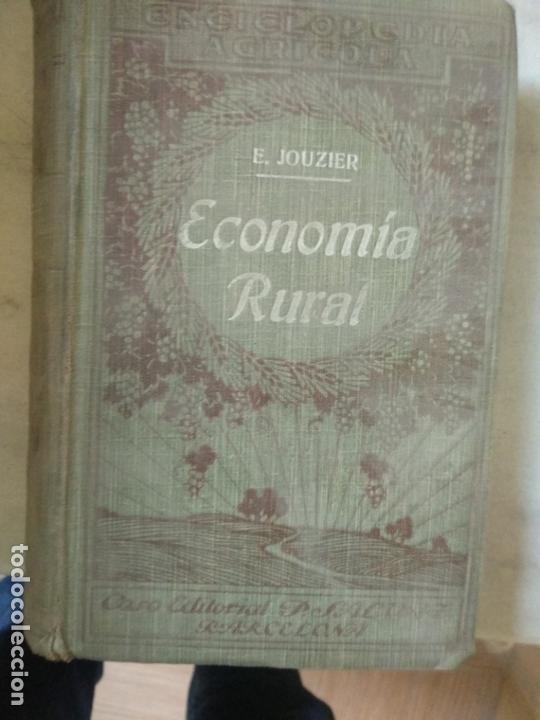 ENCICLOPEDIA
AGRICOLA
E. JOUZIER
Economía
Rural
Casa Editorial P. SALVAT
BARCELONA
todocoleccion